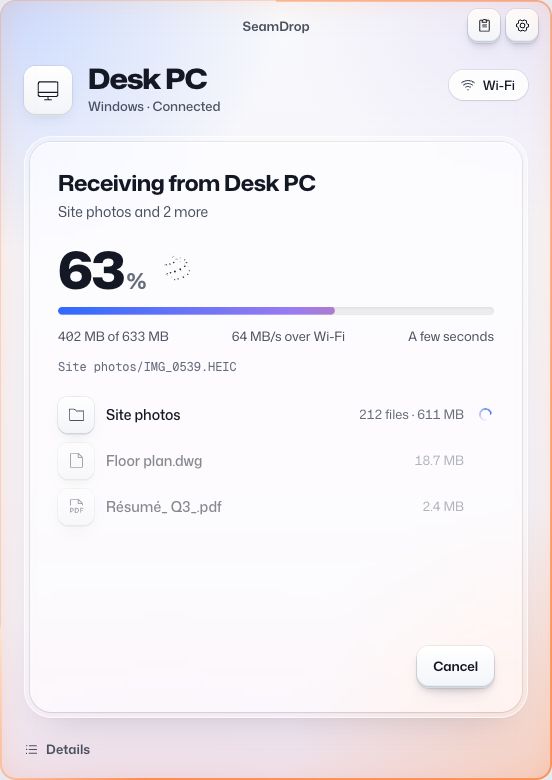 SeamDrop
Desk PC
Windows · Connected
Wi-Fi
Receiving from Desk PC
Site photos and 2 more
63%
402 MB of 633 MB
64 MB/s over Wi-Fi
A few seconds
Site photos/IMG_0539.HEIC
Site photos
212 files · 611 MB
Floor plan.dwg
18.7 MB
PDF
Résumé_ Q3_.pdf
2.4 MB
Cancel
Details